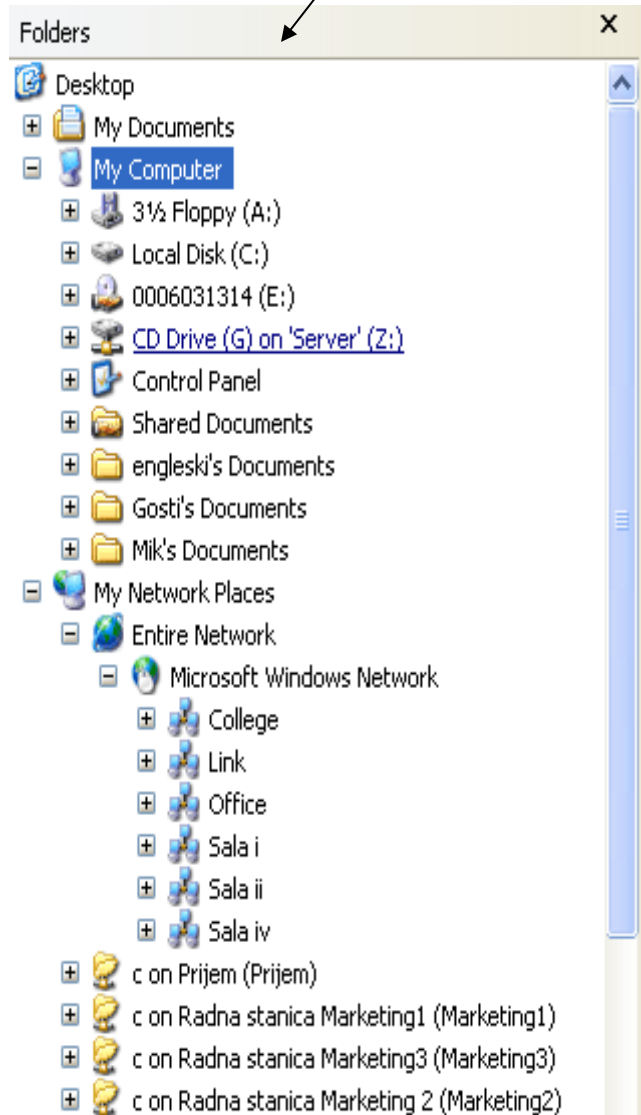 Folders
Desktop
My Documents
My Computer
3½ Floppy (A:)
Local Disk (C:)
0006031314 (E:)
CD Drive (G) on 'Server' (Z:)
Control Panel
Shared Documents
engleski's Documents
Gosti's Documents
Mik's Documents
My Network Places
Entire Network
Microsoft Windows Network
College
Link
Office
Sala i
Sala ii
Sala iv
c on Prijem (Prijem)
c on Radna stanica Marketing1 (Marketing1)
c on Radna stanica Marketing3 (Marketing3)
c on Radna stanica Marketing 2 (Marketing2)